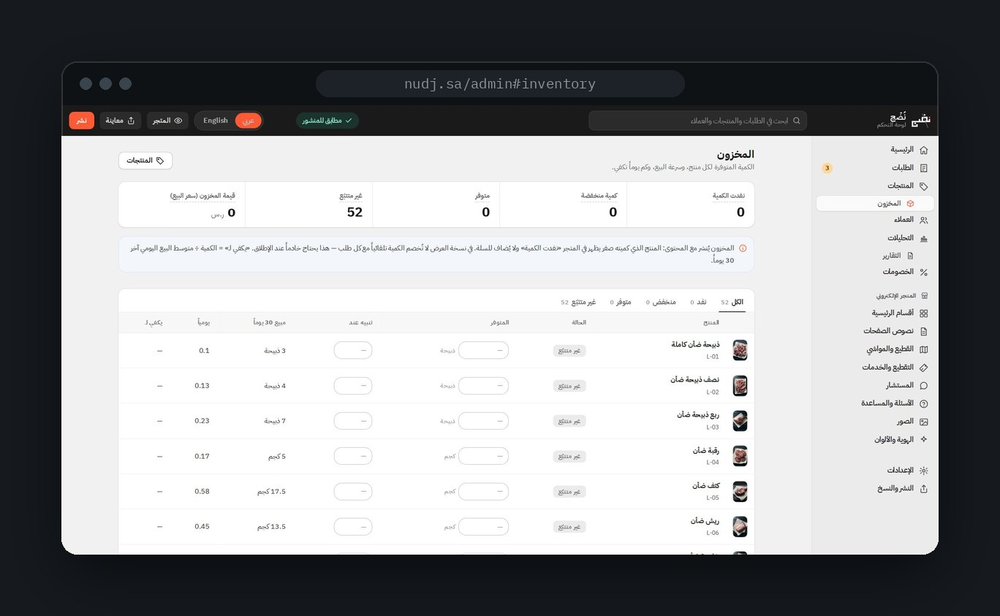 nudj.sa/admin#inventory
نُضْج
لوحة التحكم
ابحث في الطلبات والمنتجات والعملاء
مطابق للمنشور
عربي
English
المتجر
معاينة
نشر
الرئيسية
الطلبات
3
المنتجات
المخزون
العملاء
التحليلات
التقارير
الخصومات
المتجر الإلكتروني
أقسام الرئيسية
نصوص الصفحات
القطيع والمواشي
التقطيع والخدمات
المستشار
الأسئلة والمساعدة
الصور
الهوية والألوان
الإعدادات
النشر والنسخ
المخزون
الكمية المتوفرة لكل منتج، وسرعة البيع، وكم يوماً تكفي.
المنتجات
نفدت الكمية
0
كمية منخفضة
0
متوفر
0
غير متتبَّع
52
قيمة المخزون (سعر البيع)
0 ر.س
المخزون يُنشر مع المحتوى: المنتج الذي كميته صفر يظهر في المتجر «نفدت الكمية» ولا يُضاف للسلة. في نسخة العرض لا تُخصم الكمية تلقائياً مع كل طلب — هذا يحتاج خادماً عند الإطلاق. «يكفي لـ» = الكمية ÷ متوسط البيع اليومي آخر
30 يوماً.
الكل 52 نفد 0 منخفض 0 متوفر 0 غير متتبَّع 52
المنتج الحالة المتوفر تنبيه عند مبيع 30 يوماً يومياً يكفي لـ
ذبيحة ضأن كاملة
L-01
غير متتبَّع — ذبيحة — 3 ذبيحة 0.1 —
نصف ذبيحة ضأن
L-02
غير متتبَّع — ذبيحة — 4 ذبيحة 0.13 —
ربع ذبيحة ضأن
L-03
غير متتبَّع — ذبيحة — 7 ذبيحة 0.23 —
رقبة ضأن
L-04
غير متتبَّع — كجم — 5 كجم 0.17 —
كتف ضأن
L-05
غير متتبَّع — كجم — 17.5 كجم 0.58 —
ريش ضأن
L-06
غير متتبَّع — كجم — 13.5 كجم 0.45 —